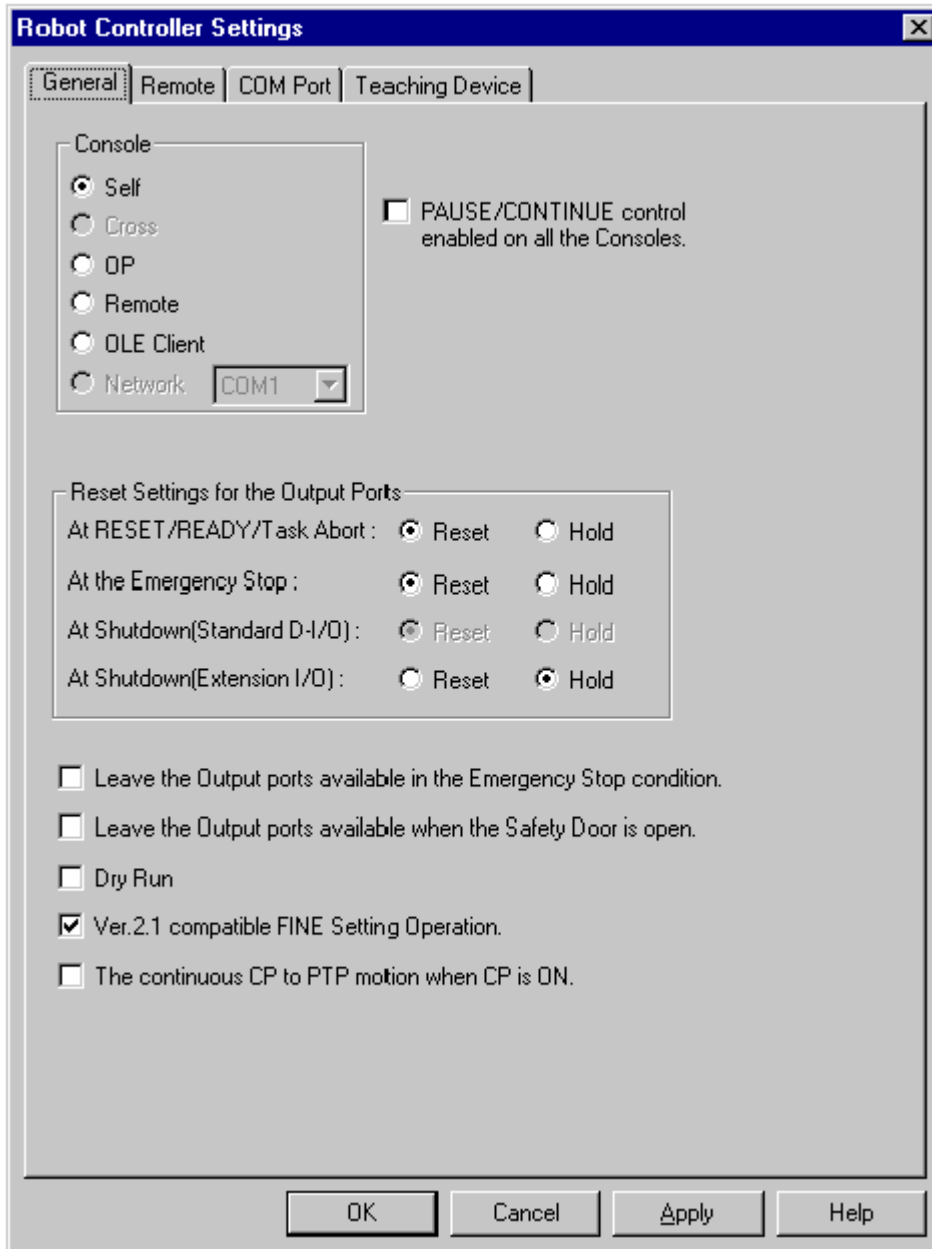 Robot Controller Settings
General Remote COM Port Teaching Device
Console
Self
Cross
OP
Remote
OLE Client
Network COM1
PAUSE/CONTINUE control
enabled on all the Consoles.
Reset Settings for the Output Ports
At RESET/READY/Task Abort : Reset Hold
At the Emergency Stop : Reset Hold
At Shutdown(Standard D-I/O) : Reset Hold
At Shutdown(Extension I/O) : Reset Hold
Leave the Output ports available in the Emergency Stop condition.
Leave the Output ports available when the Safety Door is open.
Dry Run
Ver.2.1 compatible FINE Setting Operation.
The continuous CP to PTP motion when CP is ON.
OK Cancel Apply Help